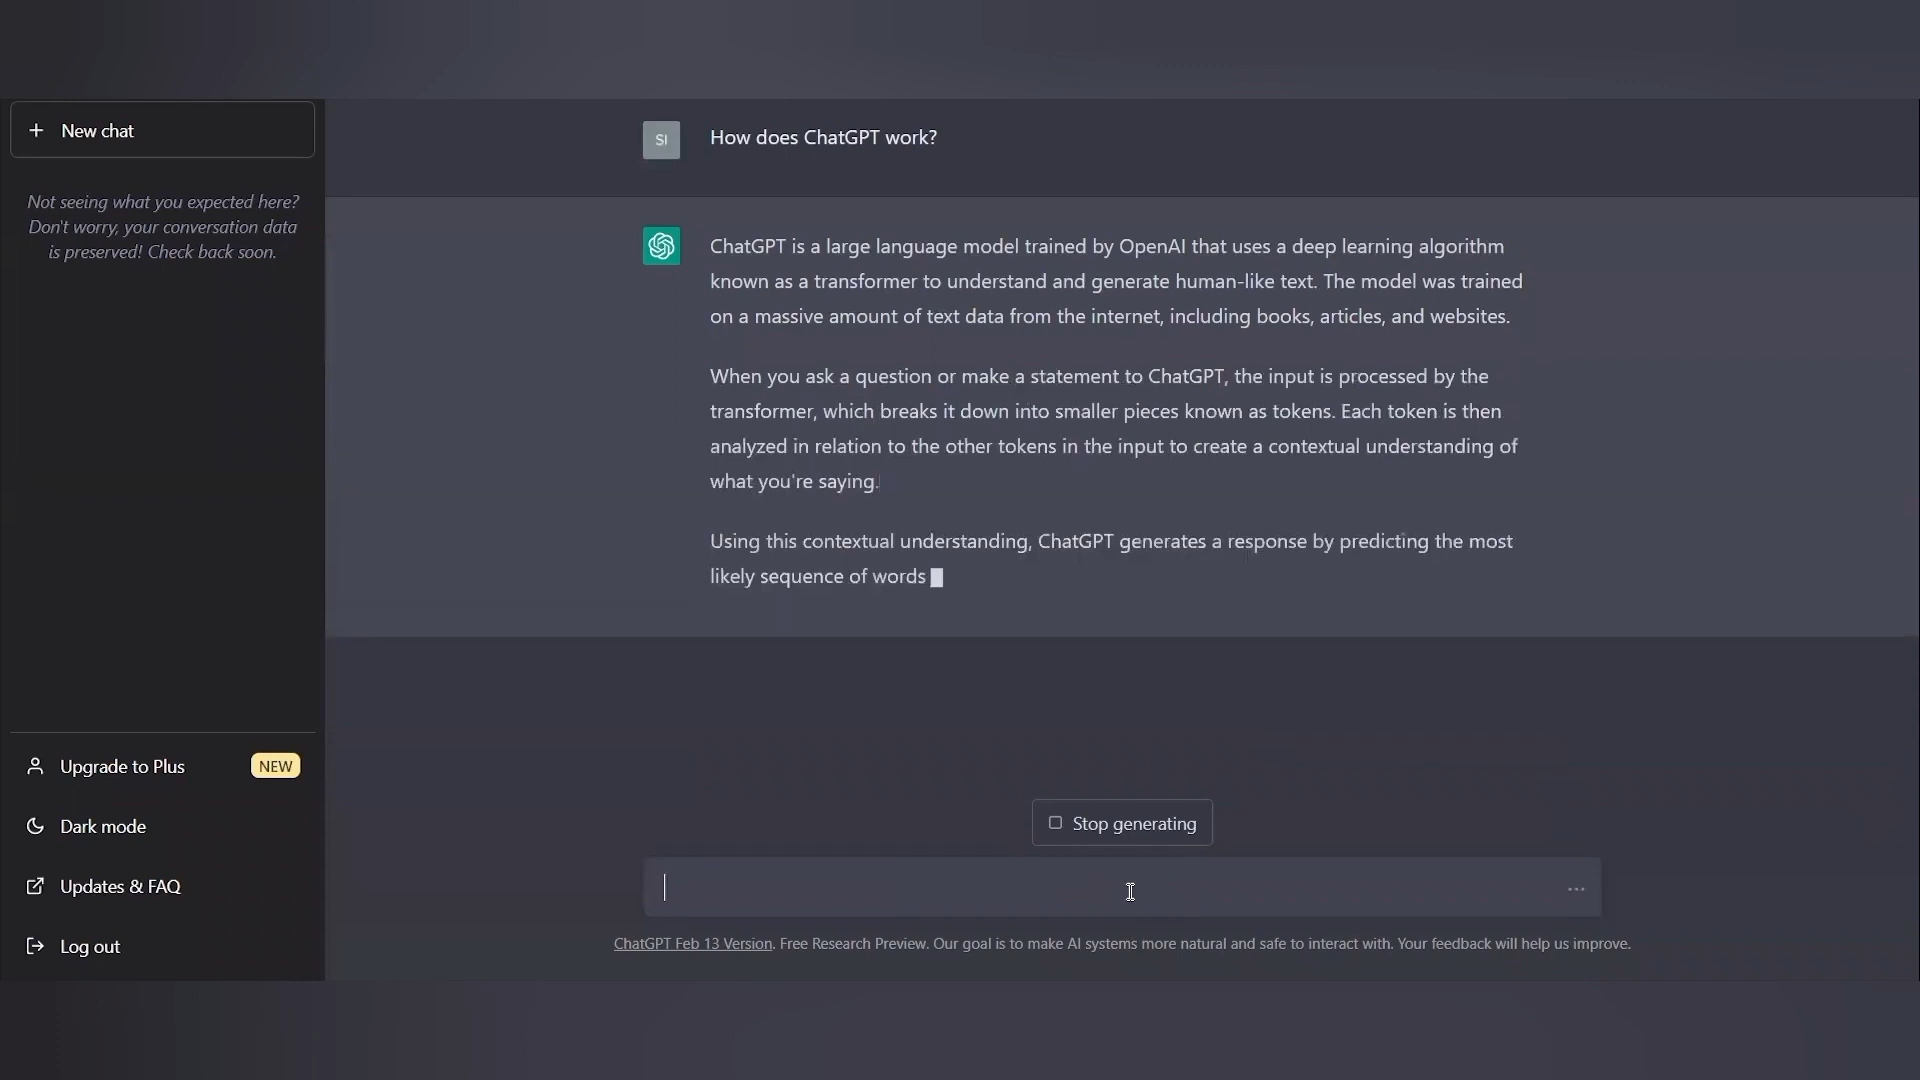 New chat
Not seeing what you expected here?
Don't worry, your conversation data
is preserved! Check back soon.
SI
How does ChatGPT work?
ChatGPT is a large language model trained by OpenAI that uses a deep learning algorithm
known as a transformer to understand and generate human-like text. The model was trained
on a massive amount of text data from the internet, including books, articles, and websites.
When you ask a question or make a statement to ChatGPT, the input is processed by the
transformer, which breaks it down into smaller pieces known as tokens. Each token is then
analyzed in relation to the other tokens in the input to create a contextual understanding of
what you're saying.
Using this contextual understanding, ChatGPT generates a response by predicting the most
likely sequence of words
Upgrade to Plus NEW
Dark mode
Updates & FAQ
Log out
Stop generating
ChatGPT Feb 13 Version. Free Research Preview. Our goal is to make AI systems more natural and safe to interact with. Your feedback will help us improve.